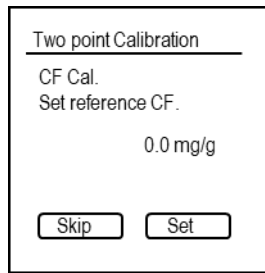 Two point Calibration
CF Cal.
Set reference CF.
0.0 mg/g
Skip Set